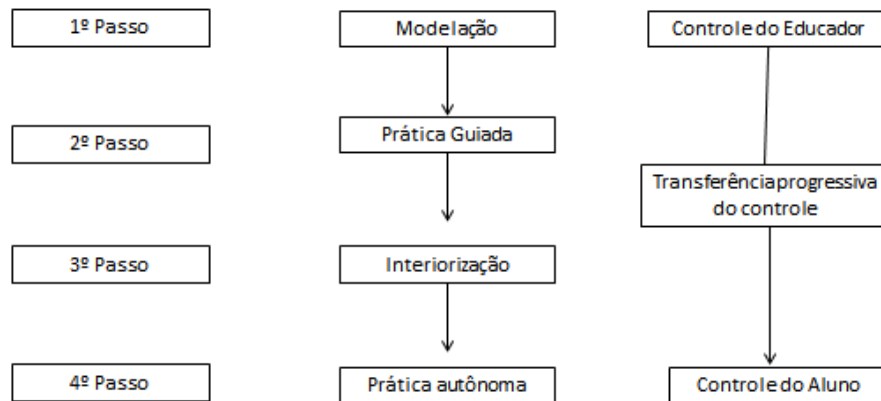 1º Passo
Modelação
Controle do Educador
2º Passo
Prática Guiada
Transferência progressiva
do controle
3º Passo
Interiorização
4º Passo
Prática autônoma
Controle do Aluno